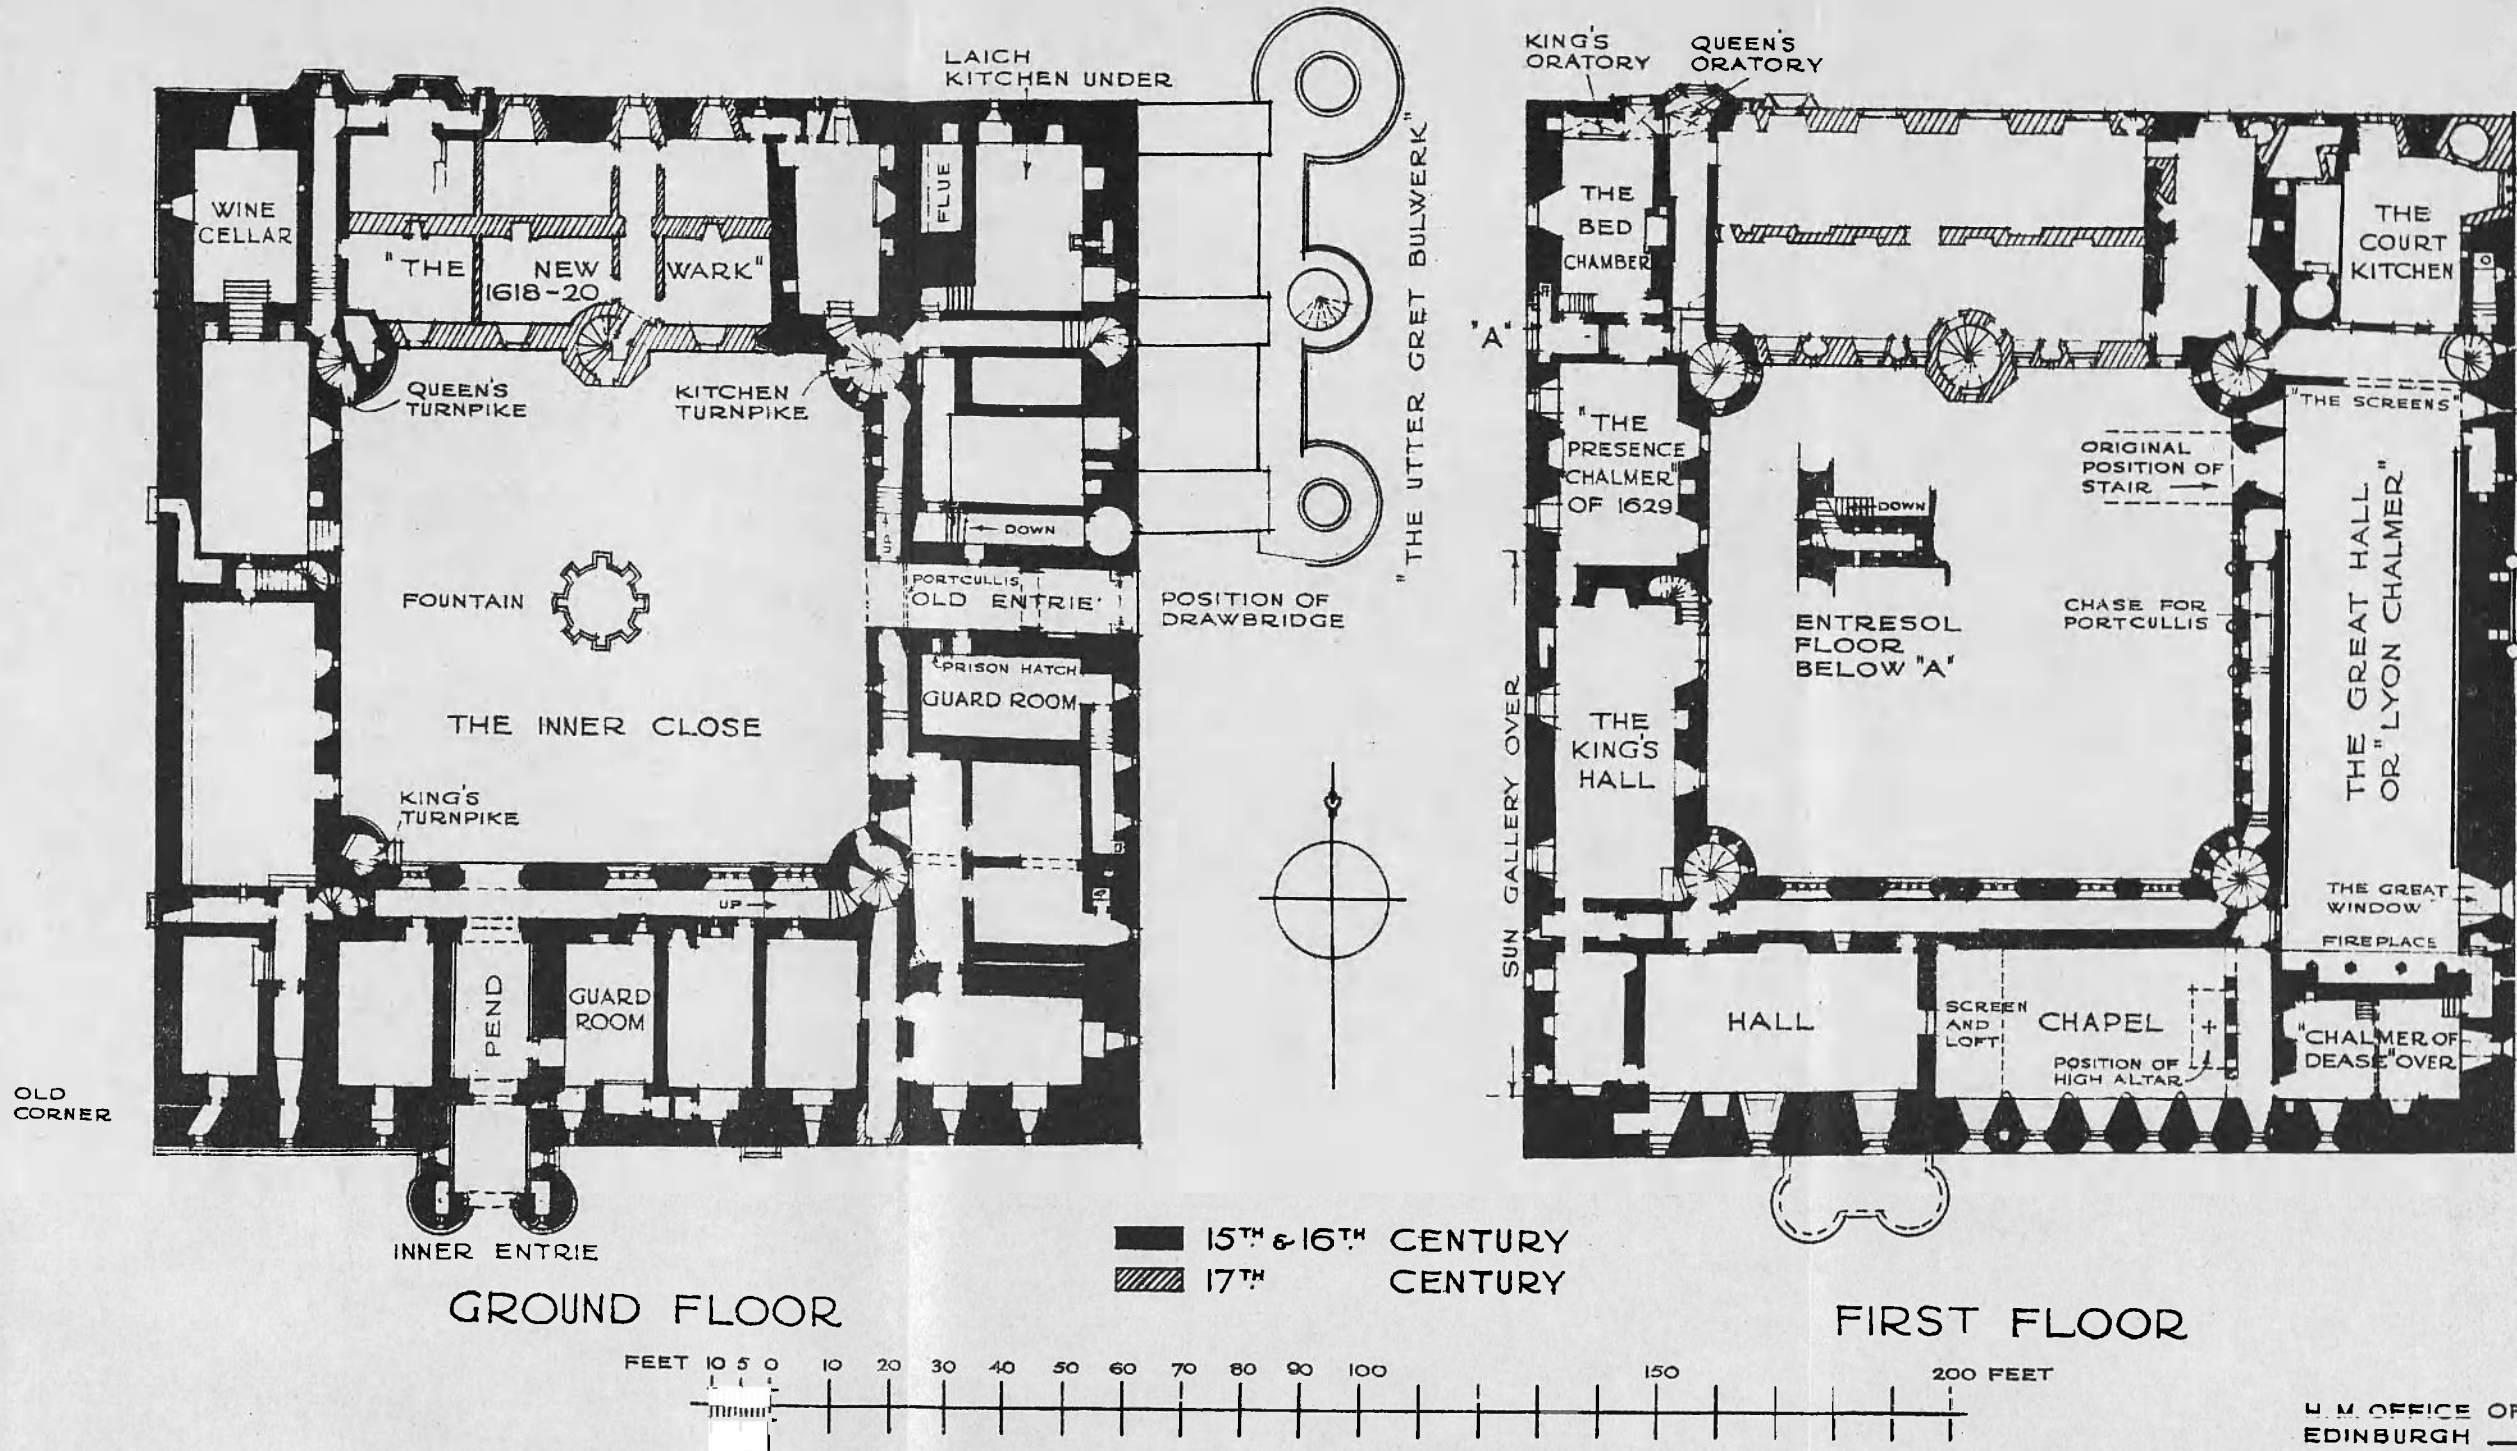 LAICH
KITCHEN UNDER
WINE
CELLAR
FLUE
"THE NEW WARK"
1618-20
QUEEN'S
TURNPIKE
KITCHEN
TURNPIKE
"THE UTTER GRET BULWERK"
UP
DOWN
FOUNTAIN
PORTCULLIS
'OLD ENTRIE'
POSITION OF
DRAWBRIDGE
PRISON HATCH
GUARD ROOM
THE INNER CLOSE
KING'S
TURNPIKE
UP
PEND
GUARD
ROOM
OLD
CORNER
INNER ENTRIE
GROUND FLOOR
KING'S
ORATORY
QUEEN'S
ORATORY
THE
BED
CHAMBER
THE
COURT
KITCHEN
"A"
"THE
PRESENCE
CHALMER"
OF 1629
"THE SCREENS"
ORIGINAL
POSITION OF
STAIR
DOWN
ENTRESOL
FLOOR
BELOW "A"
CHASE FOR
PORTCULLIS
THE GREAT HALL
OR "LYON CHALMER"
SUN GALLERY OVER
THE
KING'S
HALL
THE GREAT
WINDOW
FIREPLACE
HALL
SCREEN
AND
LOFT
CHAPEL
POSITION OF
HIGH ALTAR
"CHALMER OF
DEASE" OVER
15TH & 16TH CENTURY
17TH CENTURY
FIRST FLOOR
FEET 10 5 0 10 20 30 40 50 60 70 80 90 100 150 200 FEET
H. M. OFFICE OF
EDINBURGH